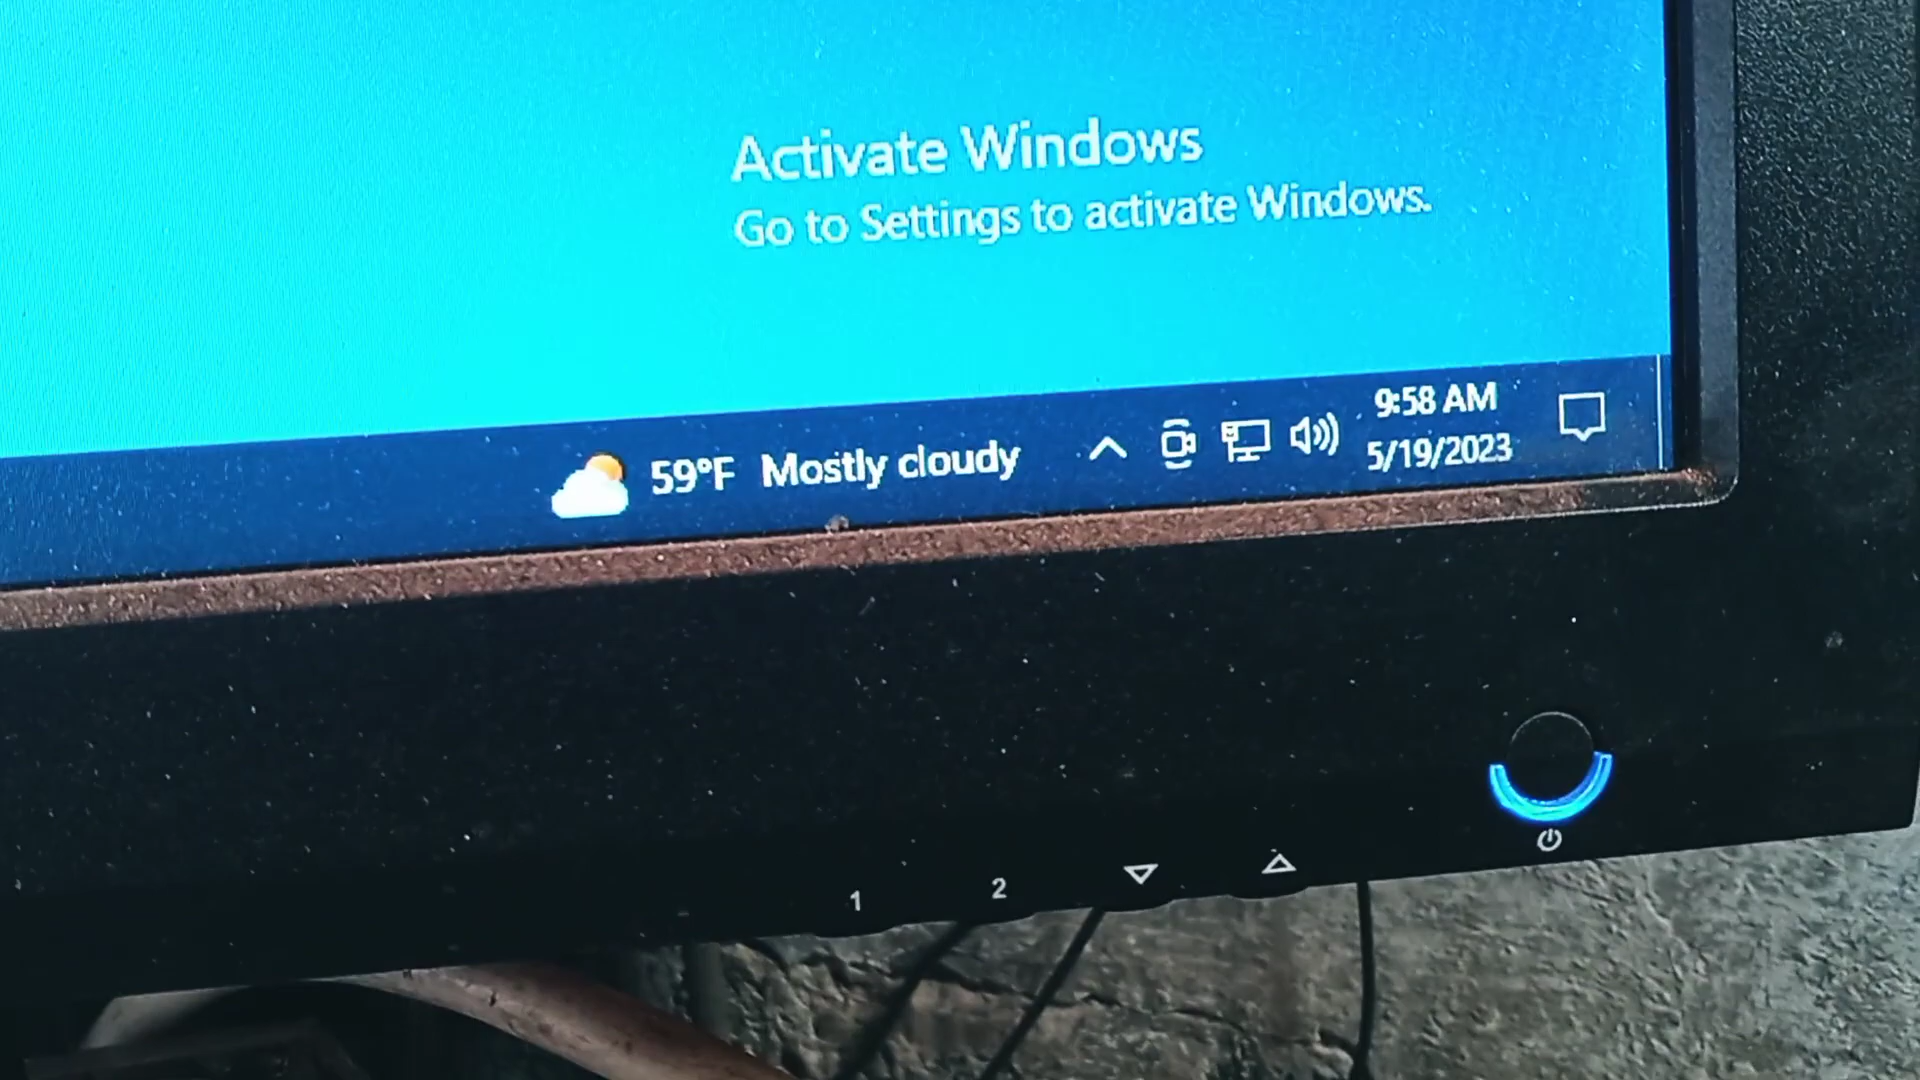 Activate Windows
Go to Settings to activate Windows.
59°F Mostly cloudy
9:58 AM
5/19/2023
1 2